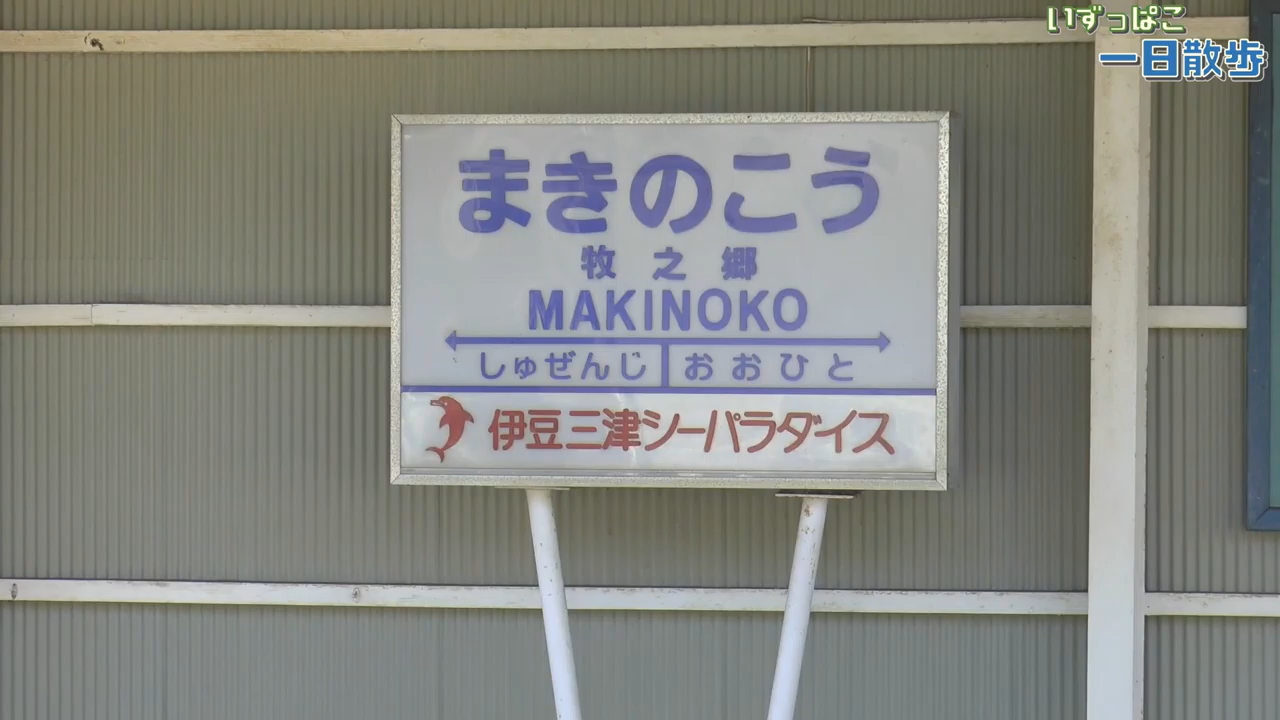 いずっぱこ
一日散歩
まきのこう
牧之郷
MAKINOKO
しゅぜんじ おおひと
伊豆三津シーパラダイス